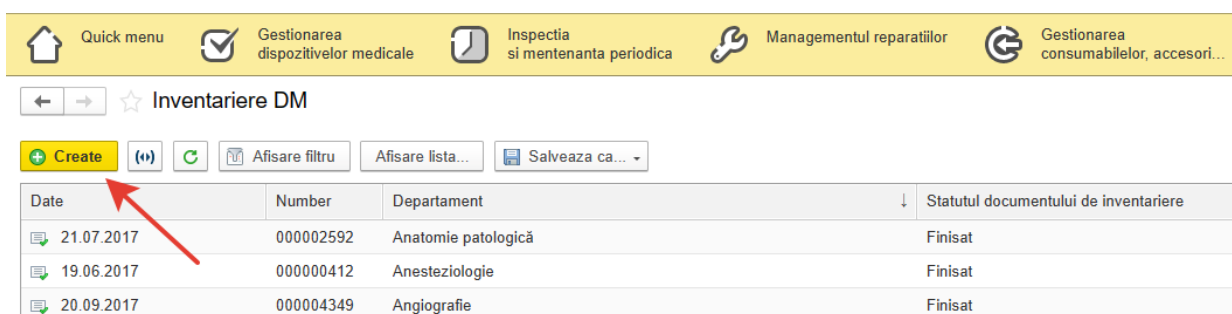 Quick menu
Gestionarea
dispozitivelor medicale
Inspectia
si mentenanta periodica
Managementul reparatiilor
Gestionarea
consumabilelor, accesori...
Inventariere DM
Create Afisare filtru Afisare lista... Salveaza ca...
Date Number Departament ↓ Statutul documentului de inventariere
21.07.2017 000002592 Anatomie patologică Finisat
19.06.2017 000000412 Anesteziologie Finisat
20.09.2017 000004349 Angiografie Finisat